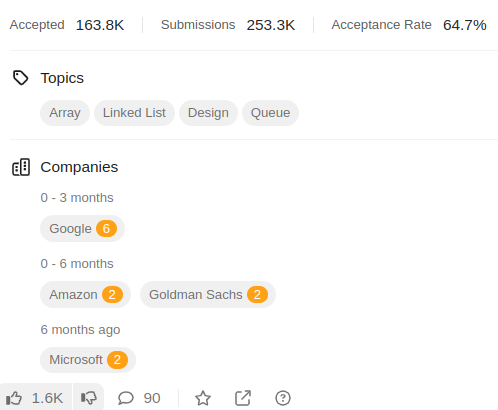 Accepted 163.8K Submissions 253.3K Acceptance Rate 64.7%
Topics
Array Linked List Design Queue
Companies
0 - 3 months
Google 6
0 - 6 months
Amazon 2 Goldman Sachs 2
6 months ago
Microsoft 2
1.6K 90